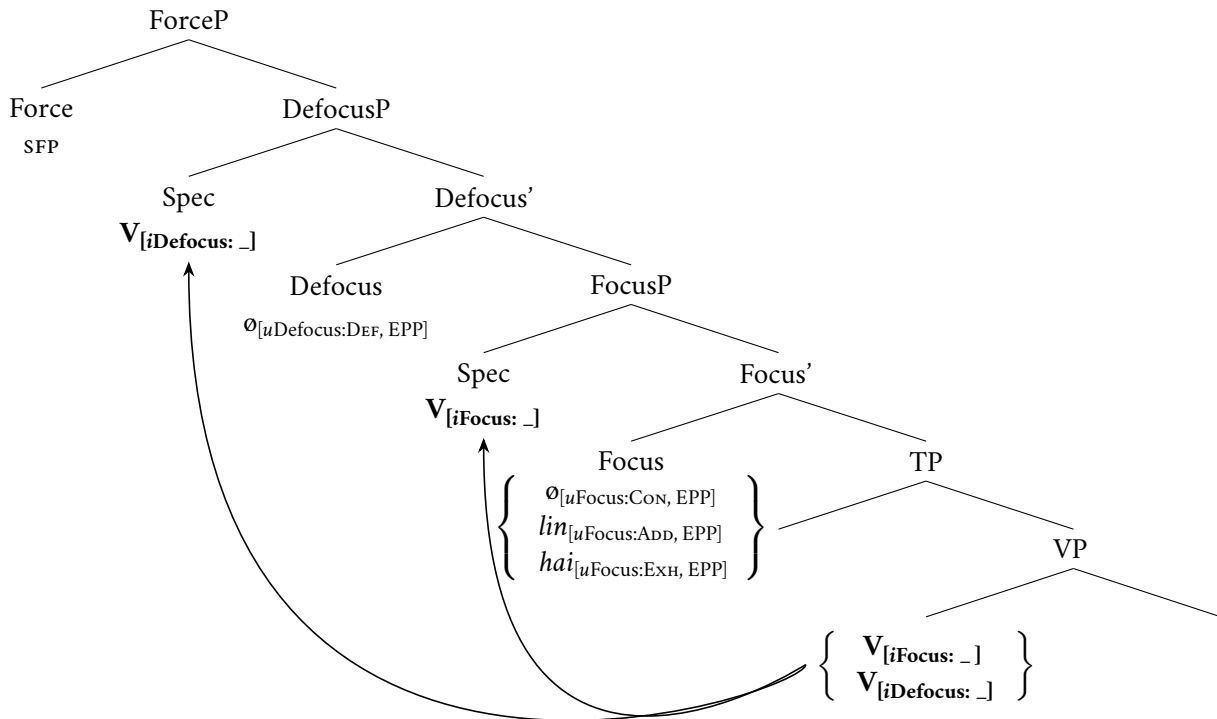 ForceP
Force DefocusP
SFP
Spec Defocus’
V[iDefocus: _]
Defocus FocusP
ø[uDefocus:DEF, EPP]
Spec Focus’
V[iFocus: _]
Focus TP
ø[uFocus:CON, EPP]
lin[uFocus:ADD, EPP]
hai[uFocus:EXH, EPP]
VP
V[iFocus: _ ]
V[iDefocus: _]